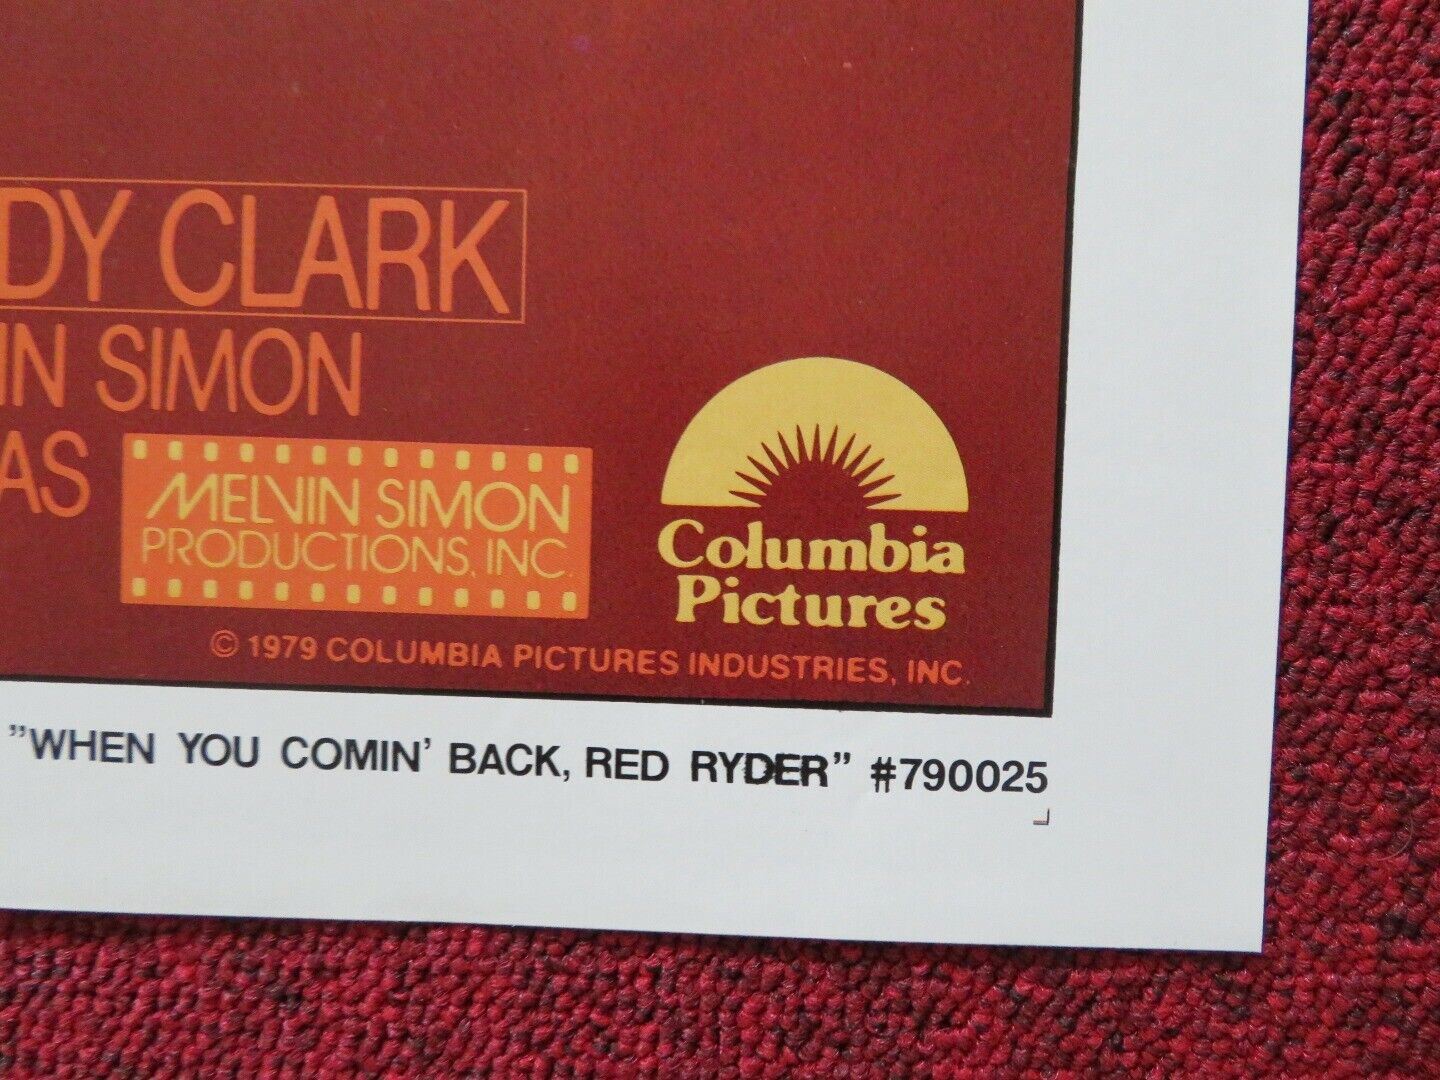 DY CLARK
IN SIMON
AS
MELVIN SIMON
PRODUCTIONS, INC.
Columbia
Pictures
© 1979 COLUMBIA PICTURES INDUSTRIES, INC.
"WHEN YOU COMIN' BACK, RED RYDER" #790025